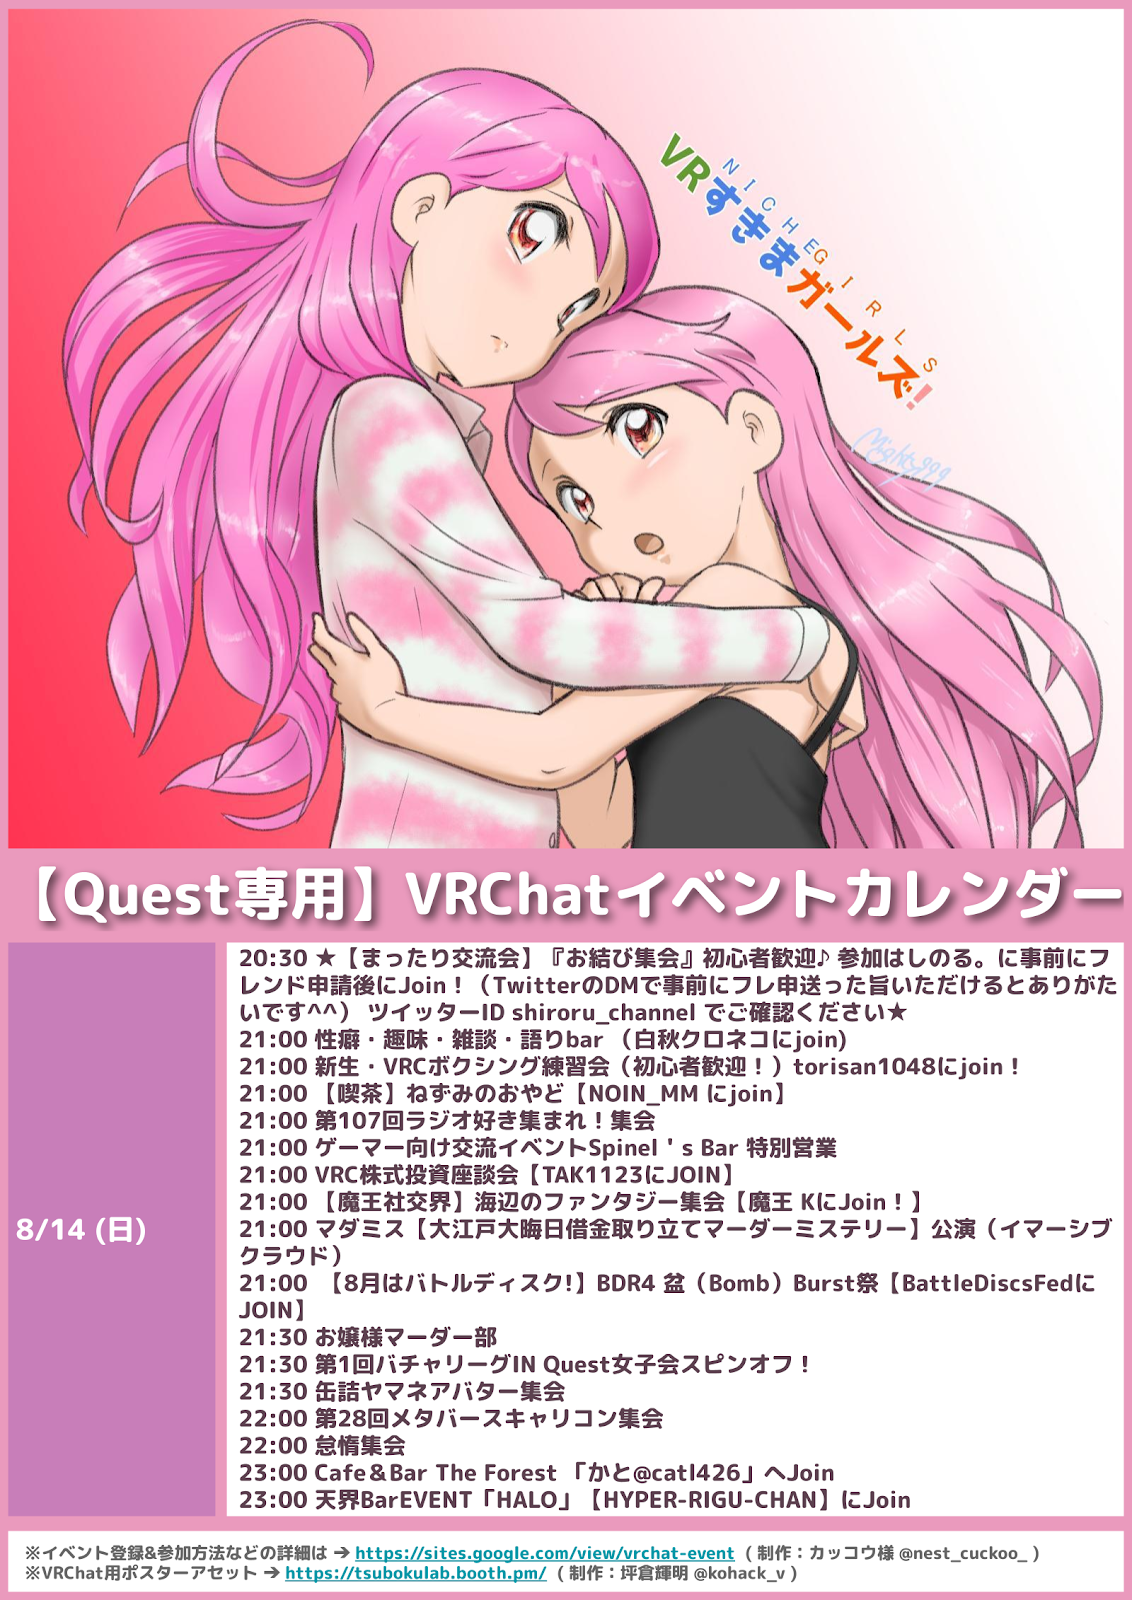 NICHE GIRLS
VRすきまガールズ!
Mighty999
【Quest専用】VRChatイベントカレンダー
8/14 (日)
20:30 ★【まったり交流会】『お結び集会』初心者歓迎♪ 参加はしのる。に事前にフ
レンド申請後にJoin！（TwitterのDMで事前にフレ申送った旨いただけるとありがた
いです^^） ツイッターID shiroru_channel でご確認ください★
21:00 性癖・趣味・雑談・語りbar （白秋クロネコにjoin)
21:00 新生・VRCボクシング練習会（初心者歓迎！）torisan1048にjoin！
21:00 【喫茶】ねずみのおやど【NOIN_MM にjoin】
21:00 第107回ラジオ好き集まれ！集会
21:00 ゲーマー向け交流イベントSpinel＇s Bar 特別営業
21:00 VRC株式投資座談会【TAK1123にJOIN】
21:00 【魔王社交界】海辺のファンタジー集会【魔王 KにJoin！】
21:00 マダミス【大江戸大晦日借金取り立てマーダーミステリー】公演（イマーシブ
クラウド）
21:00 【8月はバトルディスク!】BDR4 盆（Bomb）Burst祭【BattleDiscsFedに
JOIN】
21:30 お嬢様マーダー部
21:30 第1回バチャリーグIN Quest女子会スピンオフ！
21:30 缶詰ヤマネアバター集会
22:00 第28回メタバースキャリコン集会
22:00 怠惰集会
23:00 Cafe＆Bar The Forest 「かと@catl426」へJoin
23:00 天界BarEVENT「HALO」【HYPER-RIGU-CHAN】にJoin
※イベント登録&参加方法などの詳細は → https://sites.google.com/view/vrchat-event （ 制作：カッコウ様 @nest_cuckoo_ ）
※VRChat用ポスターアセット → https://tsubokulab.booth.pm/ （ 制作：坪倉輝明 @kohack_v ）